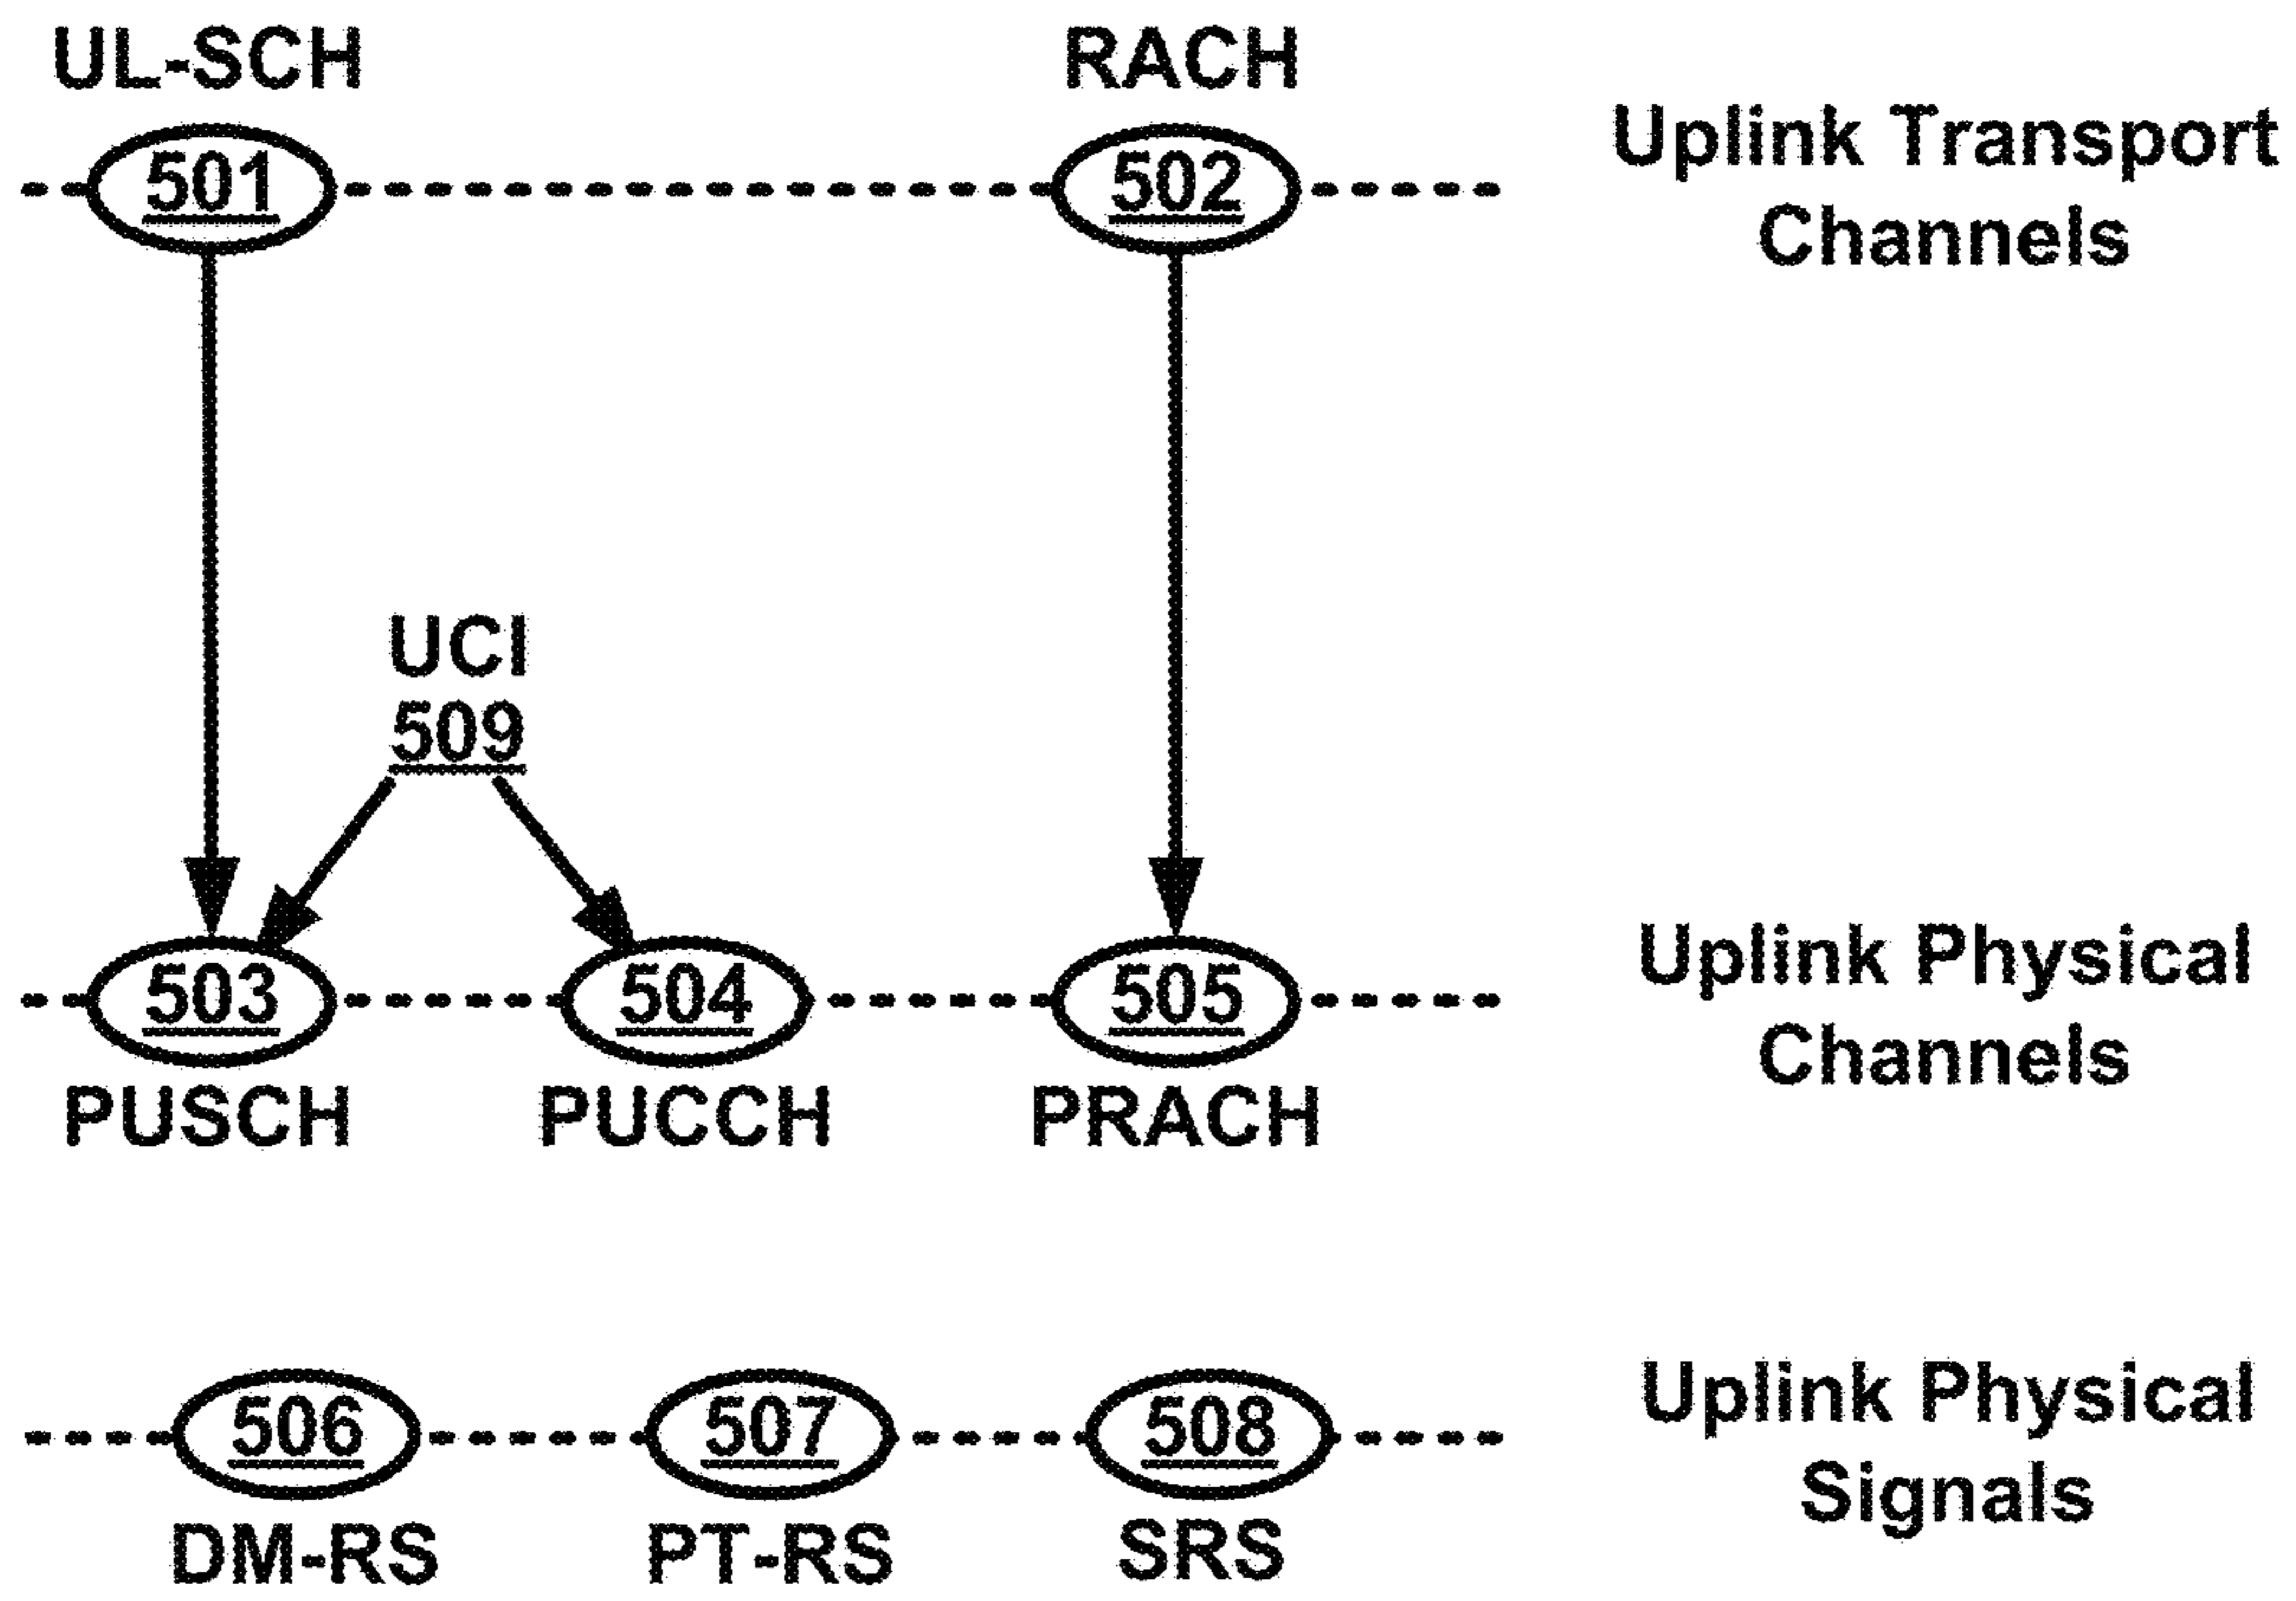 UL-SCH
RACH
501
502
Uplink Transport
Channels
UCI
509
503
504
505
Uplink Physical
Channels
PUSCH
PUCCH
PRACH
506
507
508
Uplink Physical
Signals
DM-RS
PT-RS
SRS